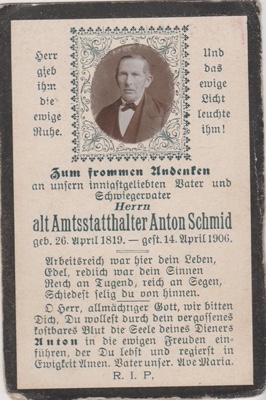 Herr
gieb
ihm
die
ewige
Ruhe.
Und
das
ewige
Licht
leuchte
ihm!
Zum frommen Andenken
an unsern innigstgeliebten Vater und
Schwiegervater
Herrn
alt Amtsstatthalter Anton Schmid
geb. 26. April 1819. — gest. 14. April 1906.
Arbeitsreich war hier dein Leben,
Edel, redlich war dein Sinnen
Reich an Tugend, reich an Segen,
Schiedest selig du von hinnen.
O Herr, allmächtiger Gott, wir bitten
Dich, Du wollest durch dein vergossenes
kostbares Blut die Seele deines Dieners
Anton in die ewigen Freuden ein-
führen, der Du lebst und regierst in
Ewigkeit Amen. Vater unser. Ave Maria.
R. I. P.